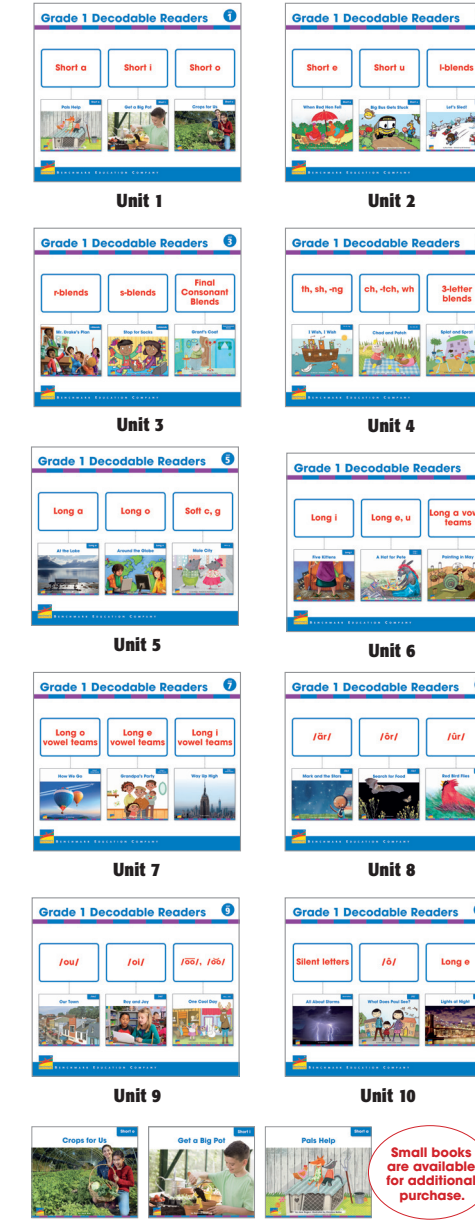 Grade 1 Decodable Readers 1
Short a Short i Short o
Pals Help Get a Big Pot Crops for Us
BENCHMARK EDUCATION COMPANY
Unit 1
Grade 1 Decodable Readers
Short e Short u l-blends
When Red Hen Fell Big Bus Gets Stuck Let's Sled!
BENCHMARK EDUCATION COMPANY
Unit 2
Grade 1 Decodable Readers 3
r-blends s-blends Final
Consonant
Blends
Mr. Drake's Plan Stop for Socks Grant's Coat
BENCHMARK EDUCATION COMPANY
Unit 3
Grade 1 Decodable Readers
th, sh, -ng ch, -tch, wh 3-letter
blends
I Wish, I Wish Chad and Patch Splat and Sprat
BENCHMARK EDUCATION COMPANY
Unit 4
Grade 1 Decodable Readers 5
Long a Long o Soft c, g
At the Lake Around the Globe Mole City
BENCHMARK EDUCATION COMPANY
Unit 5
Grade 1 Decodable Readers
Long i Long e, u Long a vow
teams
Five Kittens A Hat for Pete Painting in May
BENCHMARK EDUCATION COMPANY
Unit 6
Grade 1 Decodable Readers 7
Long o
vowel teams
Long e
vowel teams
Long i
vowel teams
How We Go Grandpa's Party Way Up High
BENCHMARK EDUCATION COMPANY
Unit 7
Grade 1 Decodable Readers
/är/ /ôr/ /ûr/
Mark and the Stars Search for Food Red Bird Flies
BENCHMARK EDUCATION COMPANY
Unit 8
Grade 1 Decodable Readers 9
/ou/ /oi/ /o͞o/, /o͝o/
Our Town Roy and Joy One Cool Day
BENCHMARK EDUCATION COMPANY
Unit 9
Grade 1 Decodable Readers
Silent letters /ô/ Long e
All About Storms What Does Paul See? Lights at Night
BENCHMARK EDUCATION COMPANY
Unit 10
Short o
Crops for Us
Short i
Get a Big Pot
Short a
Pals Help
Small books
are available
for additional
purchase.